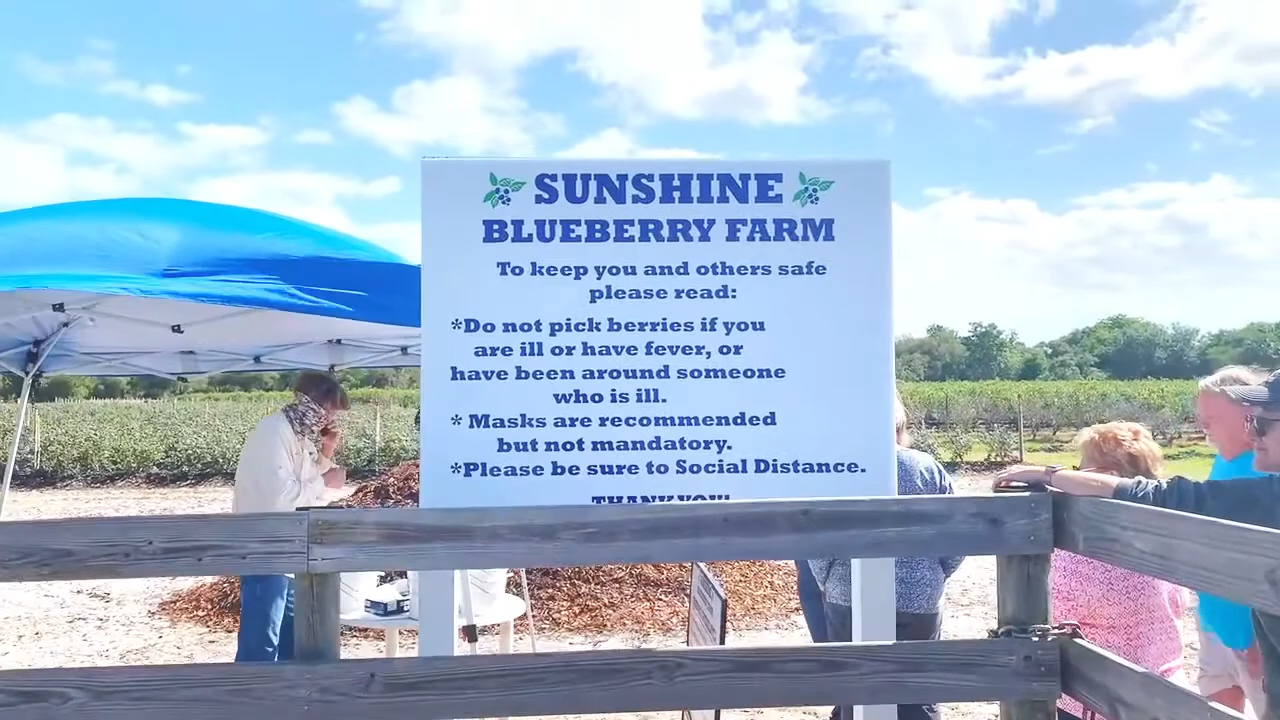 SUNSHINE
BLUEBERRY FARM
To keep you and others safe
please read:
*Do not pick berries if you
are ill or have fever, or
have been around someone
who is ill.
* Masks are recommended
but not mandatory.
*Please be sure to Social Distance.
THANK YOU!